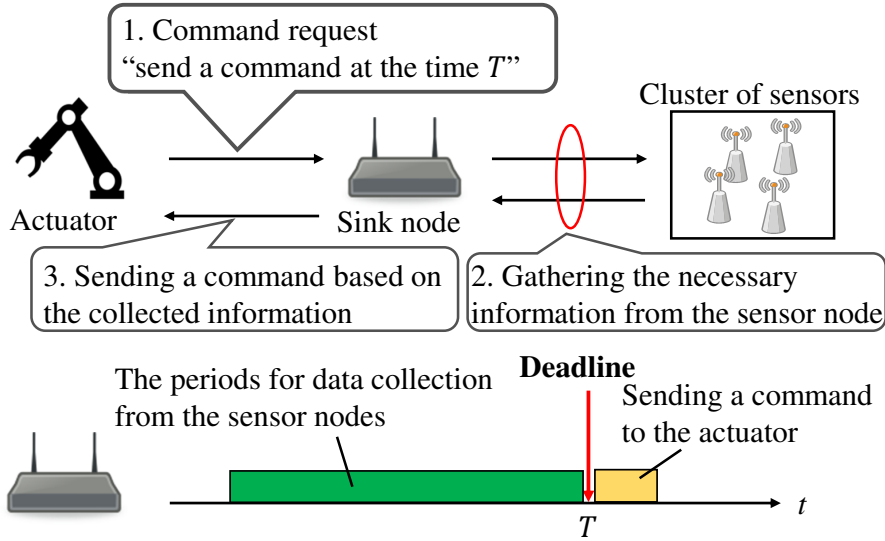 1. Command request
“send a command at the time T”
Cluster of sensors
Actuator
Sink node
3. Sending a command based on
the collected information
2. Gathering the necessary
information from the sensor node
The periods for data collection
from the sensor nodes
Deadline
Sending a command
to the actuator
T
t